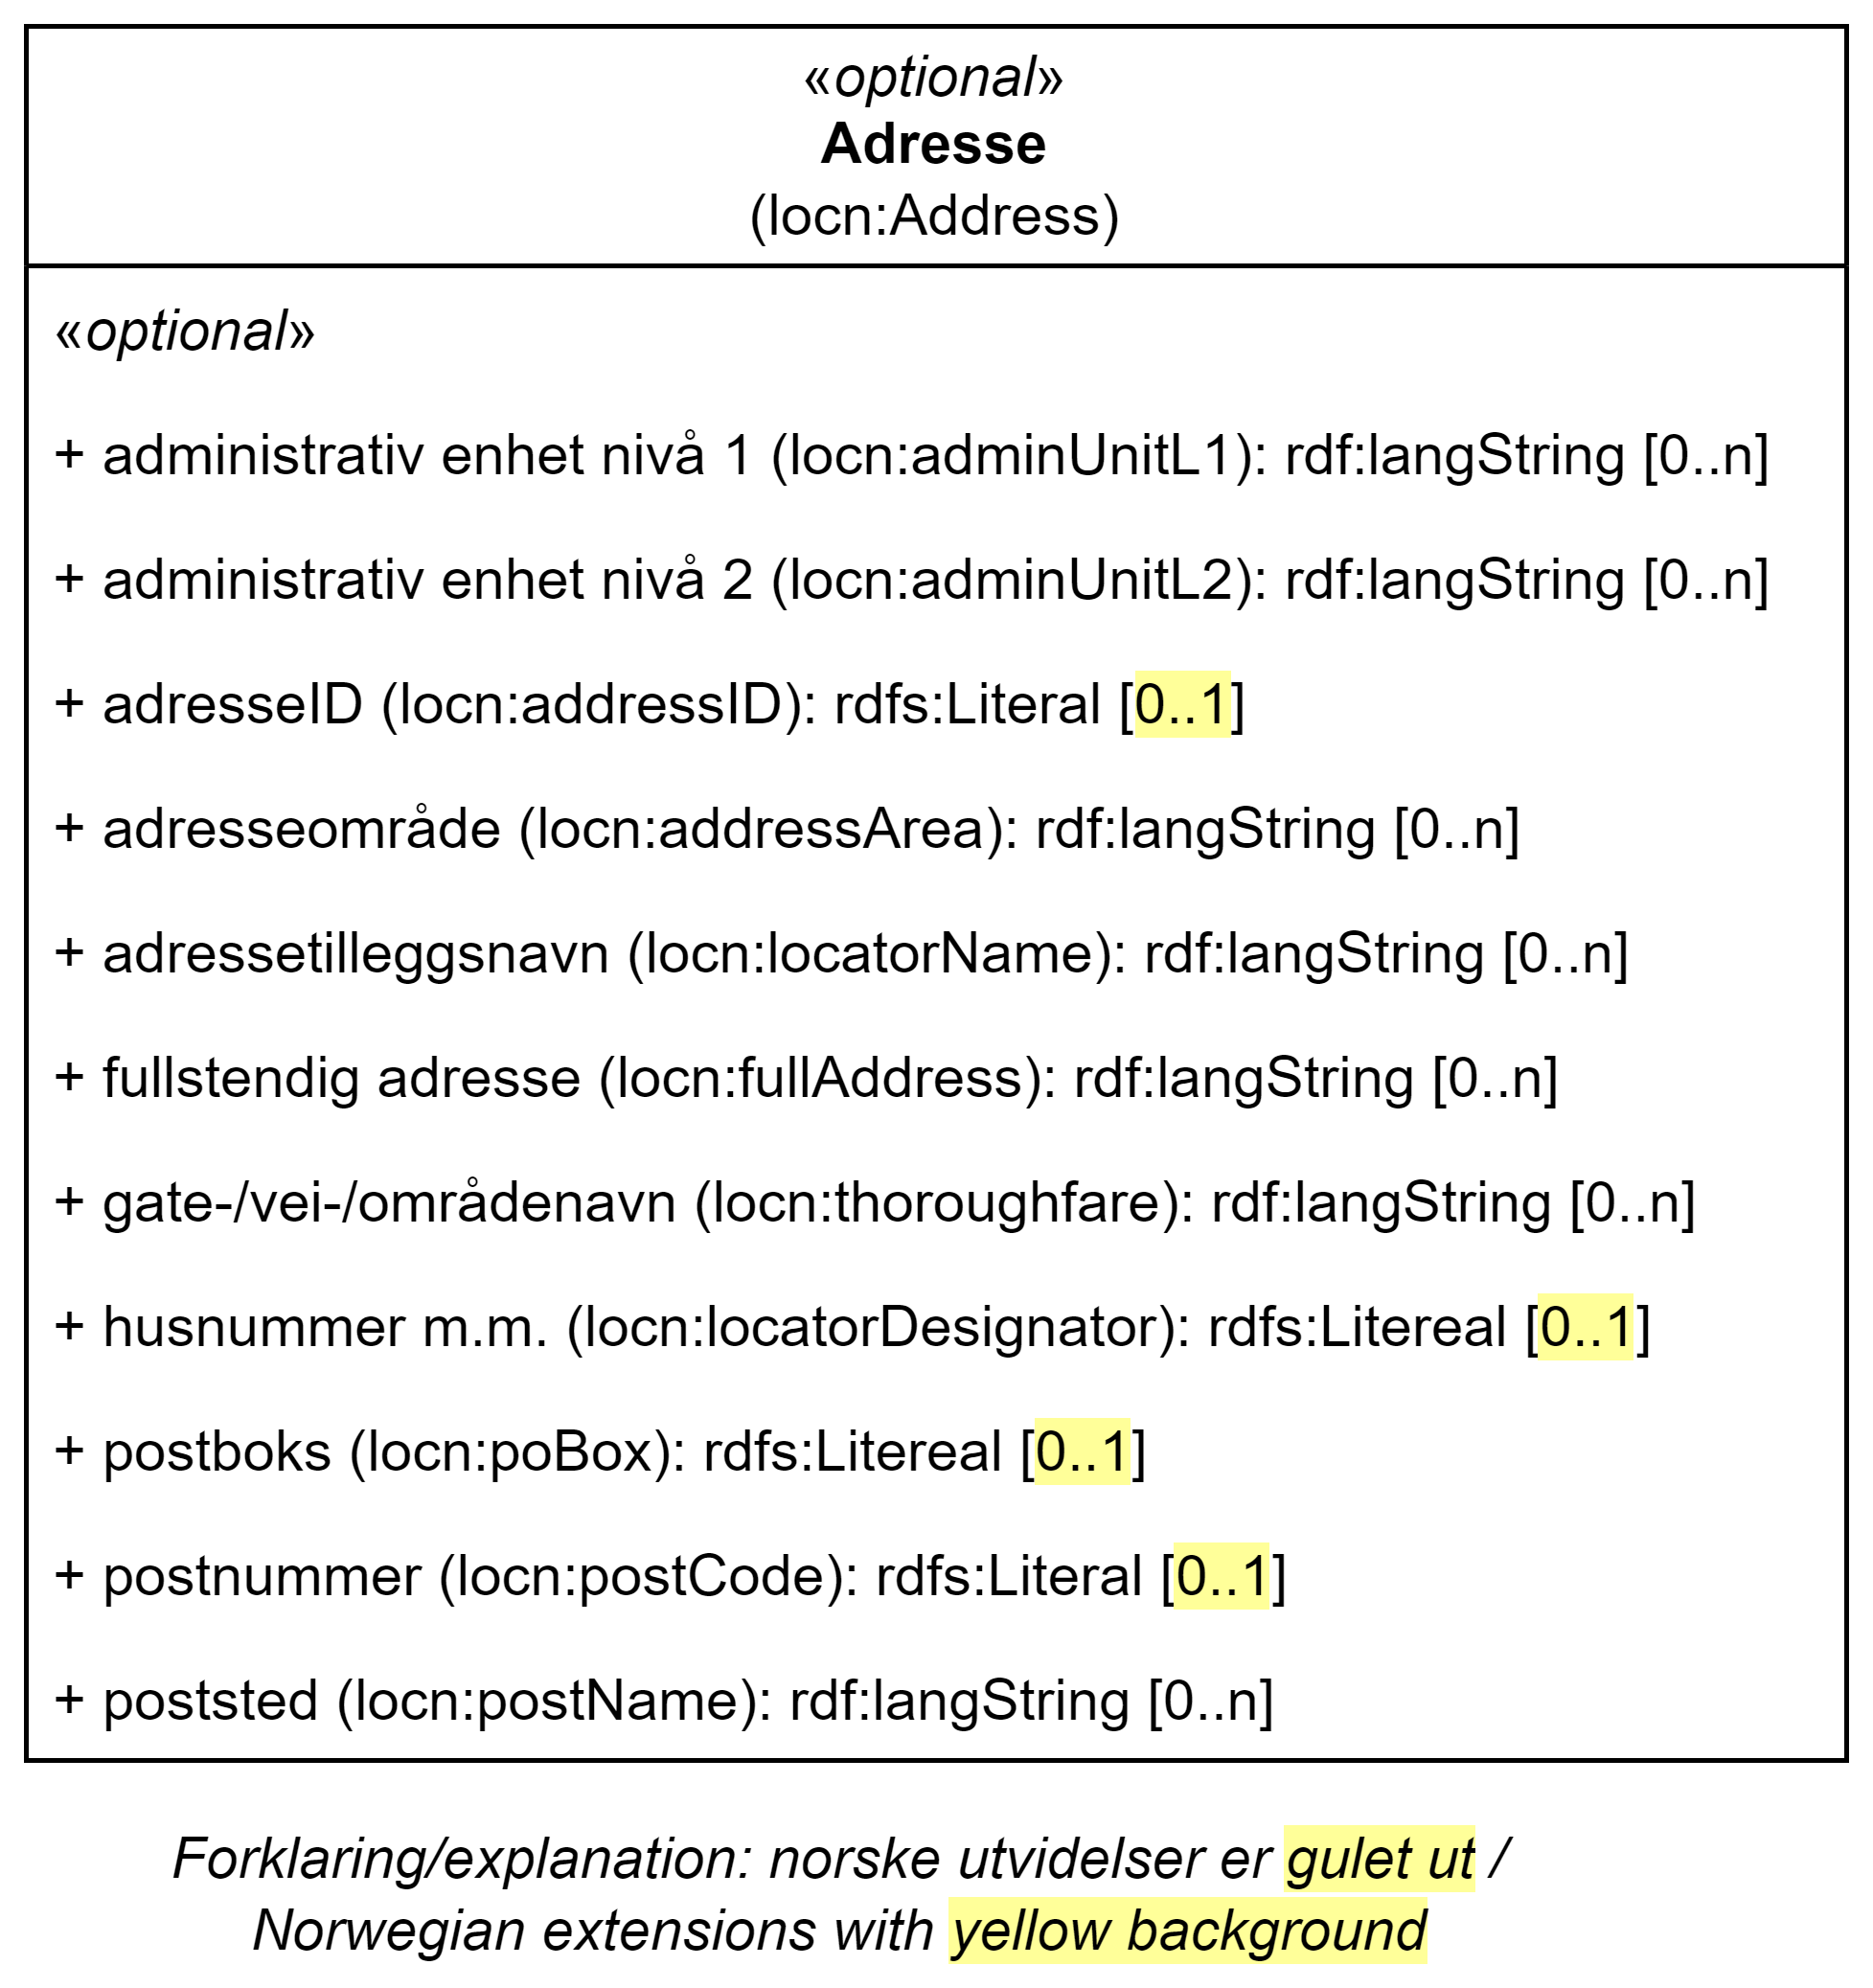 «optional»
Adresse
(locn:Address)
«optional»
+ administrativ enhet nivå 1 (locn:adminUnitL1): rdf:langString [0..n]
+ administrativ enhet nivå 2 (locn:adminUnitL2): rdf:langString [0..n]
+ adresseID (locn:addressID): rdfs:Literal [0..1]
+ adresseområde (locn:addressArea): rdf:langString [0..n]
+ adressetilleggsnavn (locn:locatorName): rdf:langString [0..n]
+ fullstendig adresse (locn:fullAddress): rdf:langString [0..n]
+ gate-/vei-/områdenavn (locn:thoroughfare): rdf:langString [0..n]
+ husnummer m.m. (locn:locatorDesignator): rdfs:Litereal [0..1]
+ postboks (locn:poBox): rdfs:Litereal [0..1]
+ postnummer (locn:postCode): rdfs:Literal [0..1]
+ poststed (locn:postName): rdf:langString [0..n]
Forklaring/explanation: norske utvidelser er gulet ut /
Norwegian extensions with yellow background